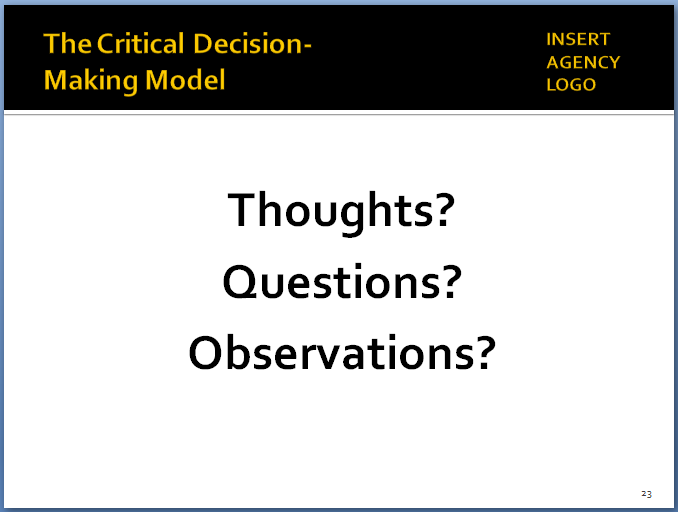 The Critical Decision-
Making Model
INSERT
AGENCY
LOGO
Thoughts?
Questions?
Observations?
23